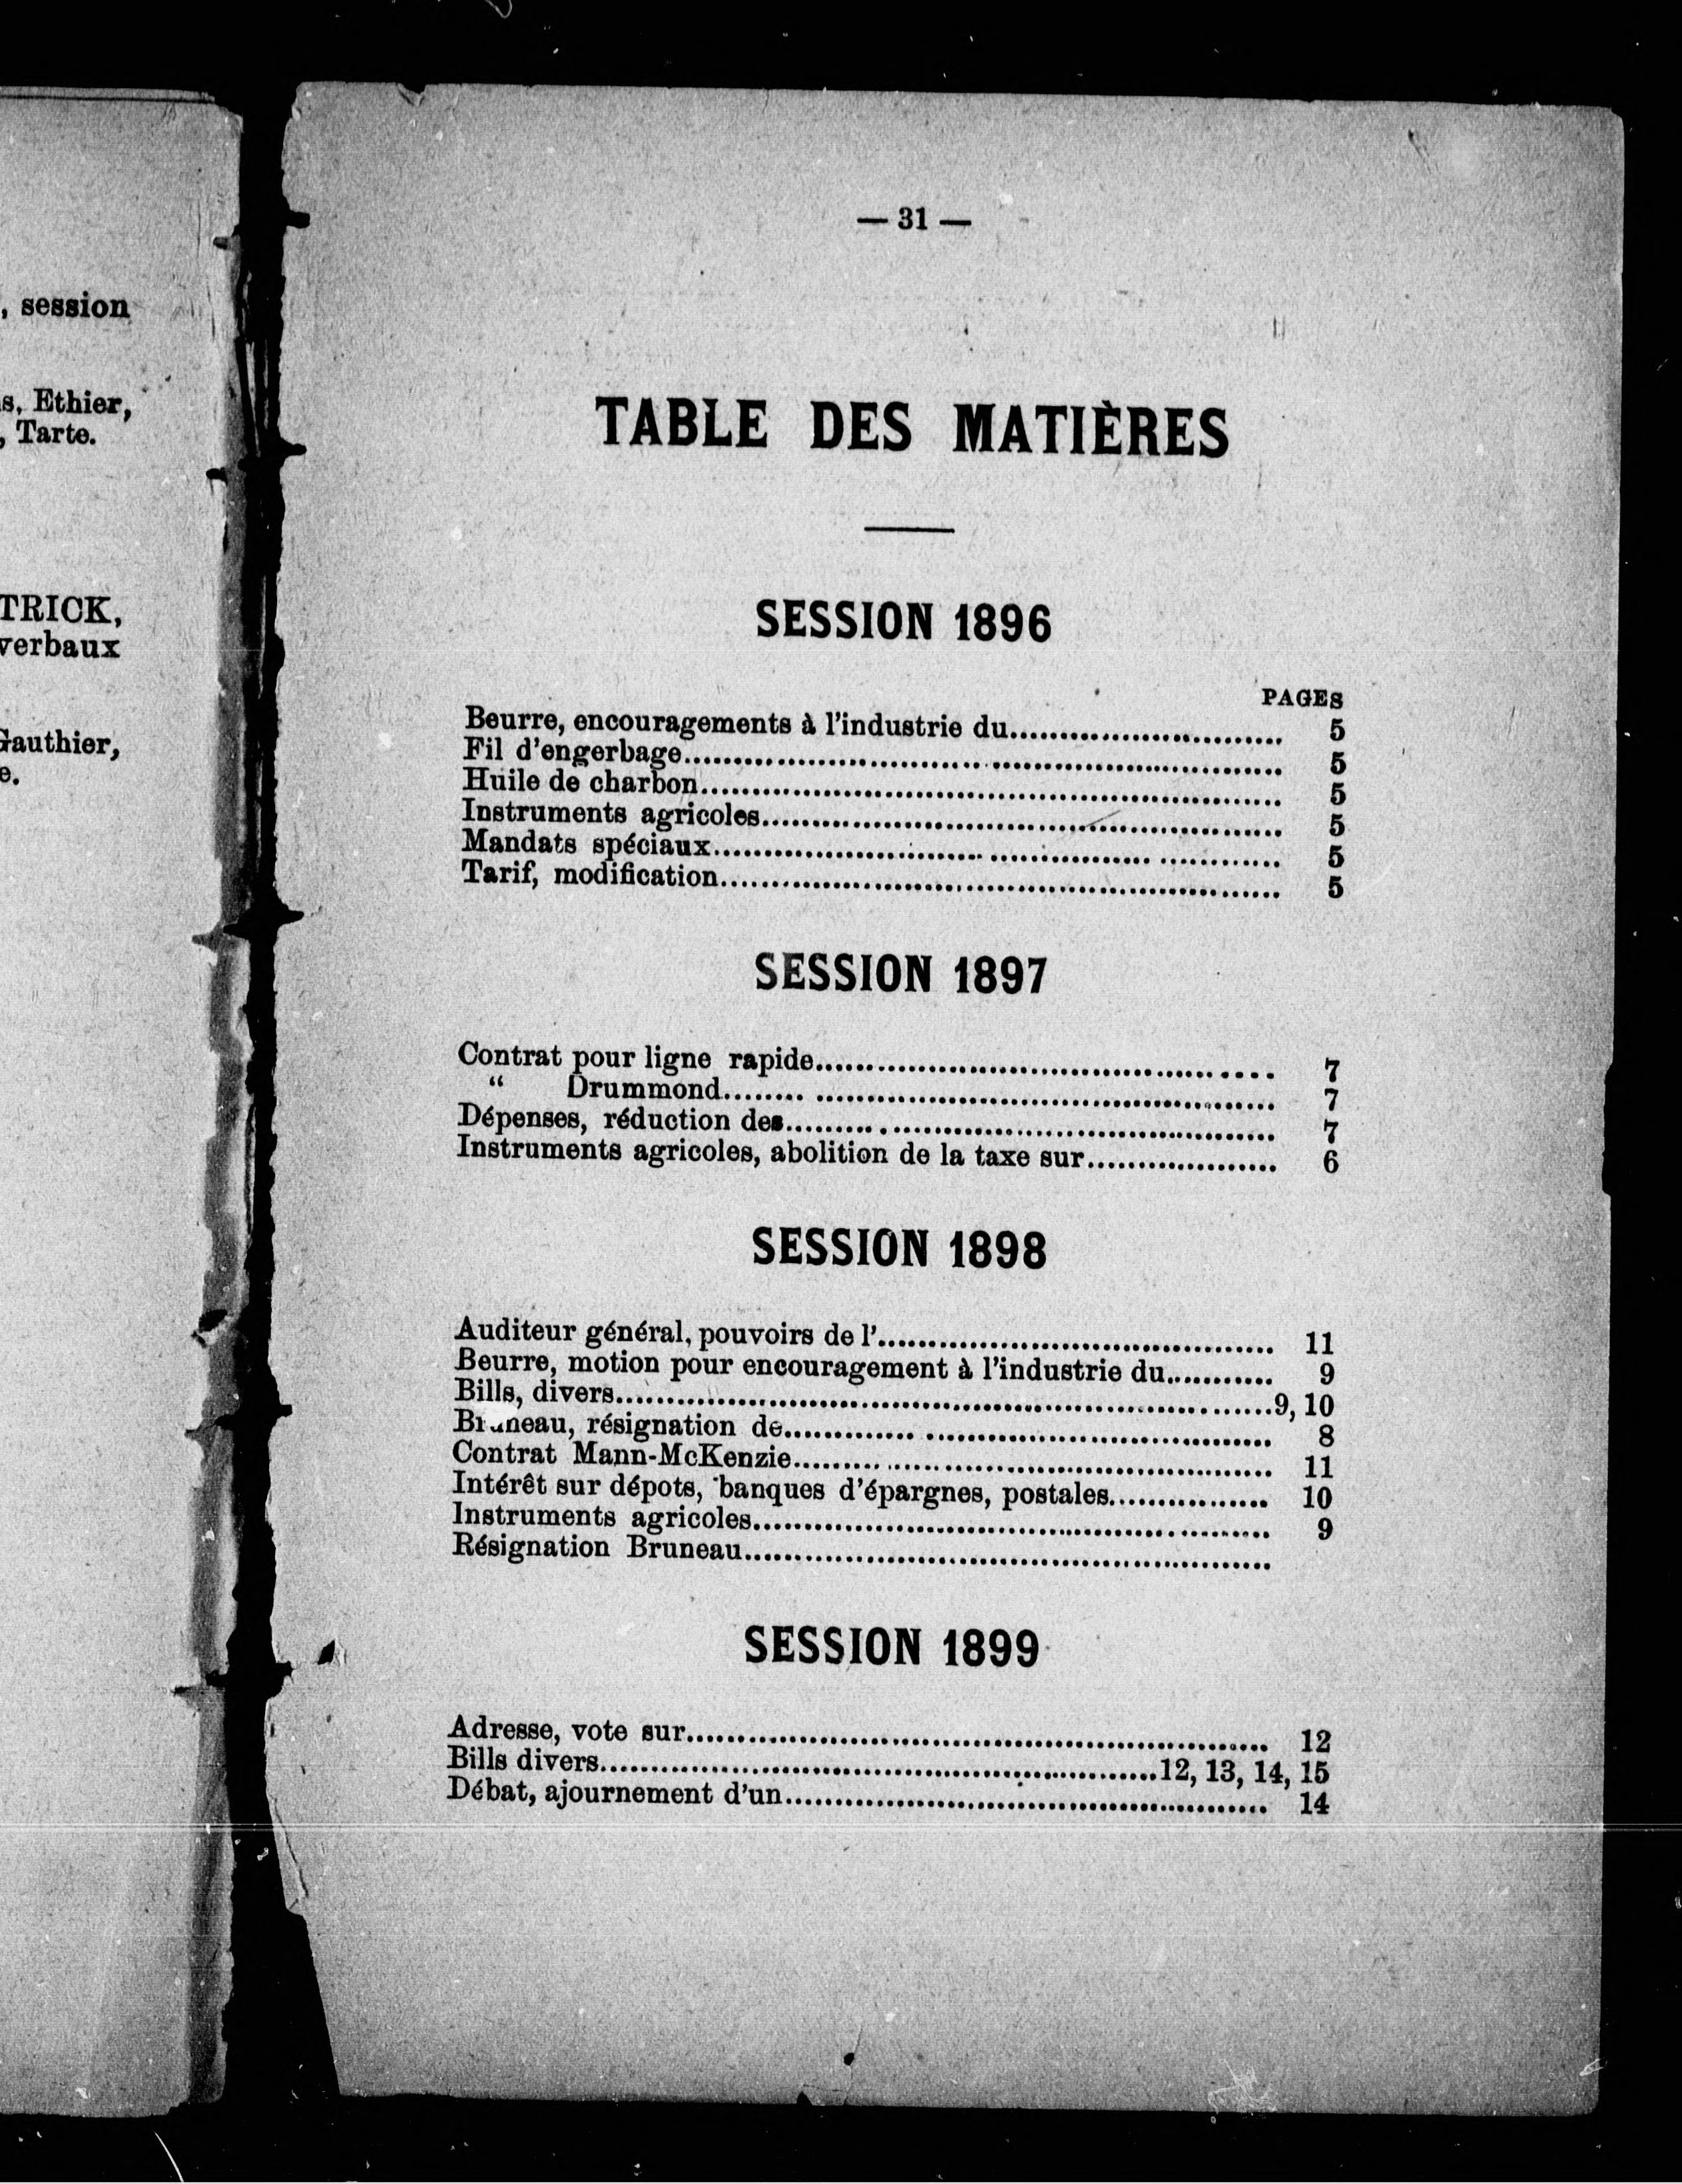 , session
Ethier,
, Tarte.
verbaux
— 31 —
TABLE DES MATIÈRES
SESSION 1896
PAGES
Beurre, encouragements à l'industrie du........................... 5
Fil d'engerbage........................................................... 5
Huile de charbon......................................................... 5
Instruments agricoles................................................... 5
Mandats spéciaux........................................................ 5
Tarif, modification....................................................... 5
SESSION 1897
Contrat pour ligne rapide............................................. 7
“ Drummond...................................................... 7
Dépenses, réduction des................................................ 7
Instruments agricoles, abolition de la taxe sur................... 6
SESSION 1898
Auditeur général, pouvoirs de l'...................................... 11
Beurre, motion pour encouragement à l'industrie du........... 9
Bills, divers.................................................................9, 10
Bruneau, résignation de................................................ 8
Contrat Mann-McKenzie............................................... 11
Intérêt sur dépots, banques d'épargnes, postales................ 10
Instruments agricoles................................................... 9
Résignation Bruneau....................................................
SESSION 1899
Adresse, vote sur......................................................... 12
Bills divers.......................................................12, 13, 14, 15
Débat, ajournement d'un............................................... 14